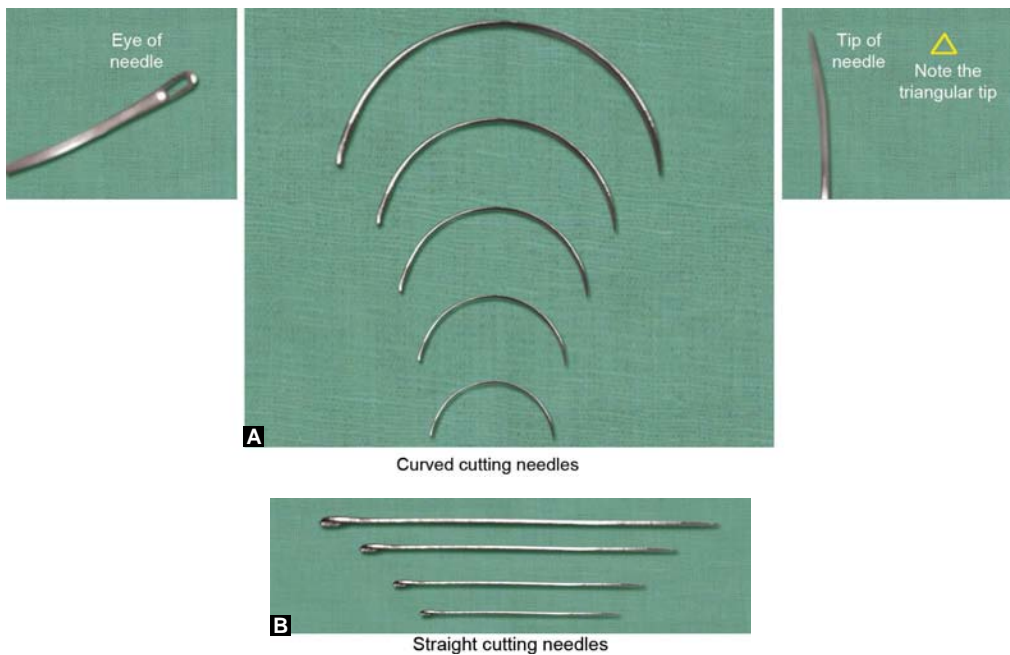 Eye of
needle
Tip of
needle
Note the
triangular tip
A
Curved cutting needles
B
Straight cutting needles